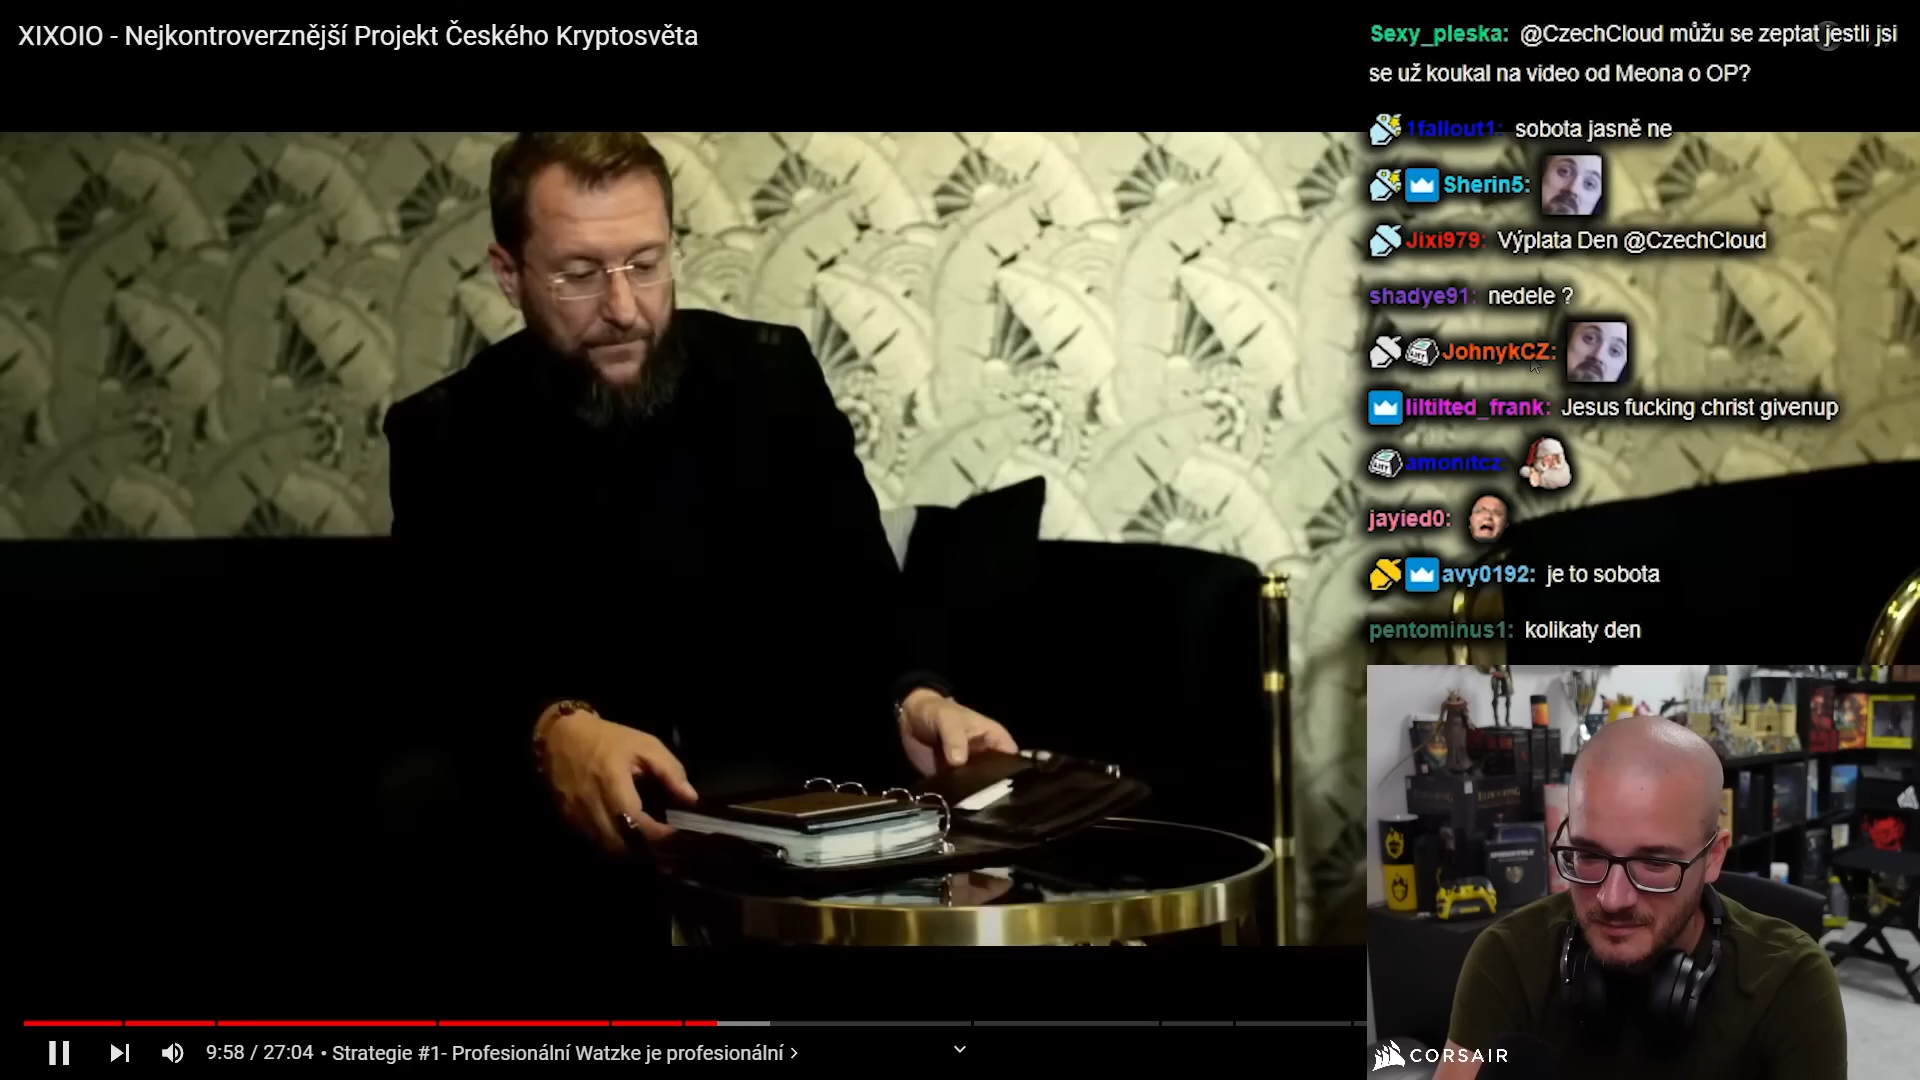 XIXOIO - Nejkontroverznější Projekt Českého Kryptosvěta
Sexy_pleska: @CzechCloud můžu se zeptat jestli jsi
se už koukal na video od Meona o OP?
1fallout1: sobota jasně ne
Sherin5:
Jixi979: Výplata Den @CzechCloud
shadye91: nedele ?
JohnykCZ:
liltilted_frank: Jesus fucking christ givenup
amonitcz:
jayied0:
avy0192: je to sobota
pentominus1: kolikaty den
9:58 / 27:04 • Strategie #1- Profesionální Watzke je profesionální
CORSAIR